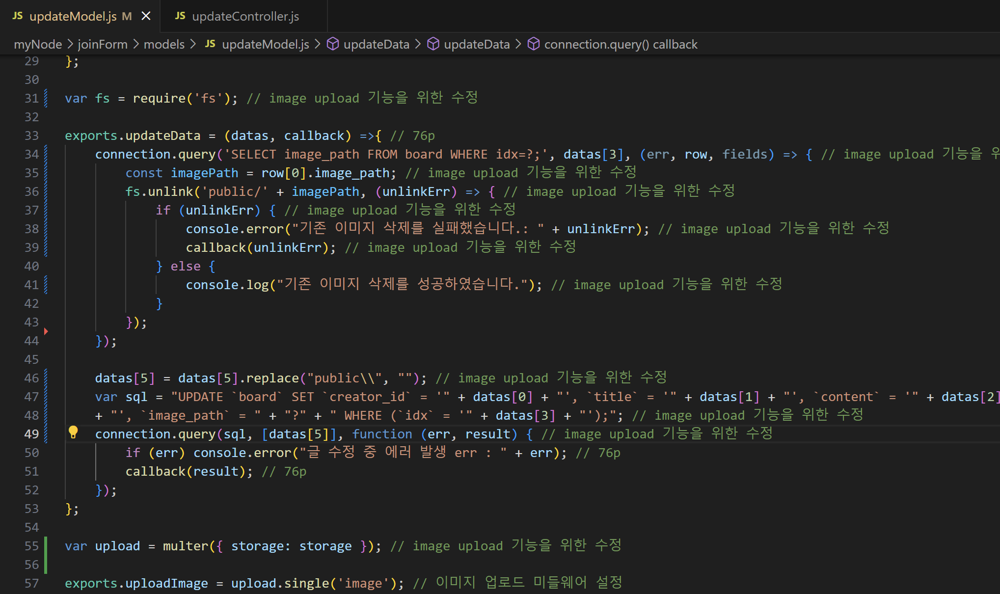 JS updateModel.js M ×
JS updateController.js
myNode > joinForm > models > JS updateModel.js > updateData > updateData > connection.query() callback
29 };
30
31 var fs = require('fs'); // image upload 기능을 위한 수정
32
33 exports.updateData = (datas, callback) =>{ // 76p
34 connection.query('SELECT image_path FROM board WHERE idx=?;', datas[3], (err, row, fields) => { // image upload 기능을
35 const imagePath = row[0].image_path; // image upload 기능을 위한 수정
36 fs.unlink('public/' + imagePath, (unlinkErr) => { // image upload 기능을 위한 수정
37 if (unlinkErr) { // image upload 기능을 위한 수정
38 console.error("기존 이미지 삭제를 실패했습니다.: " + unlinkErr); // image upload 기능을 위한 수정
39 callback(unlinkErr); // image upload 기능을 위한 수정
40 } else {
41 console.log("기존 이미지 삭제를 성공하였습니다."); // image upload 기능을 위한 수정
42 }
43 });
44 });
45
46 datas[5] = datas[5].replace("public\\", ""); // image upload 기능을 위한 수정
47 var sql = "UPDATE `board` SET `creator_id` = '" + datas[0] + "', `title` = '" + datas[1] + "', `content` = '" + datas[2]
48 + "', `image_path` = " + "?" + " WHERE (`idx` = '" + datas[3] + "');"; // image upload 기능을 위한 수정
49 connection.query(sql, [datas[5]], function (err, result) { // image upload 기능을 위한 수정
50 if (err) console.error("글 수정 중 에러 발생 err : " + err); // 76p
51 callback(result); // 76p
52 });
53 };
54
55 var upload = multer({ storage: storage }); // image upload 기능을 위한 수정
56
57 exports.uploadImage = upload.single('image'); // 이미지 업로드 미들웨어 설정